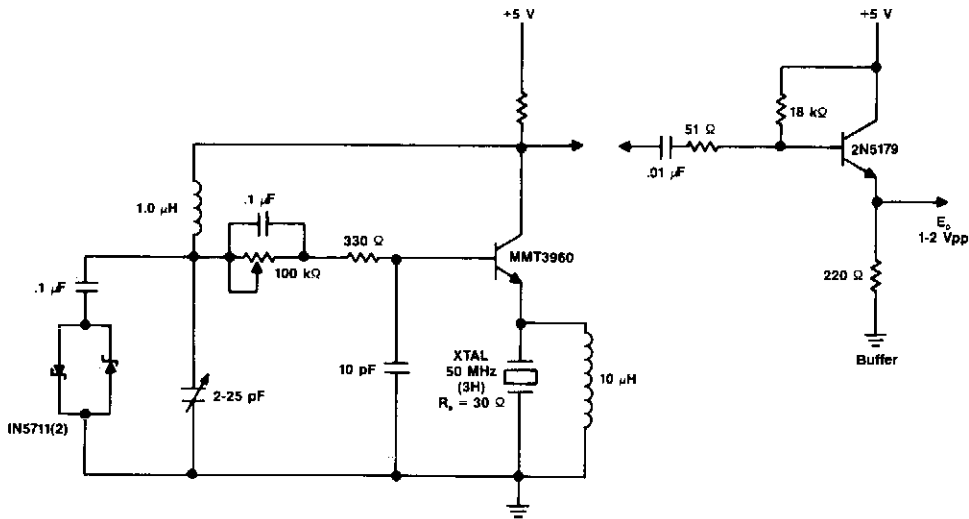 +5 V
+5 V
18 kΩ
51 Ω
2N5179
.01 µF
1.0 µH
.1 µF
330 Ω
MMT3960
100 kΩ
E₀
1-2 Vpp
220 Ω
.1 µF
XTAL
50 MHz
(3H)
Rₛ = 30 Ω
10 µH
10 pF
2-25 pF
Buffer
IN5711(2)